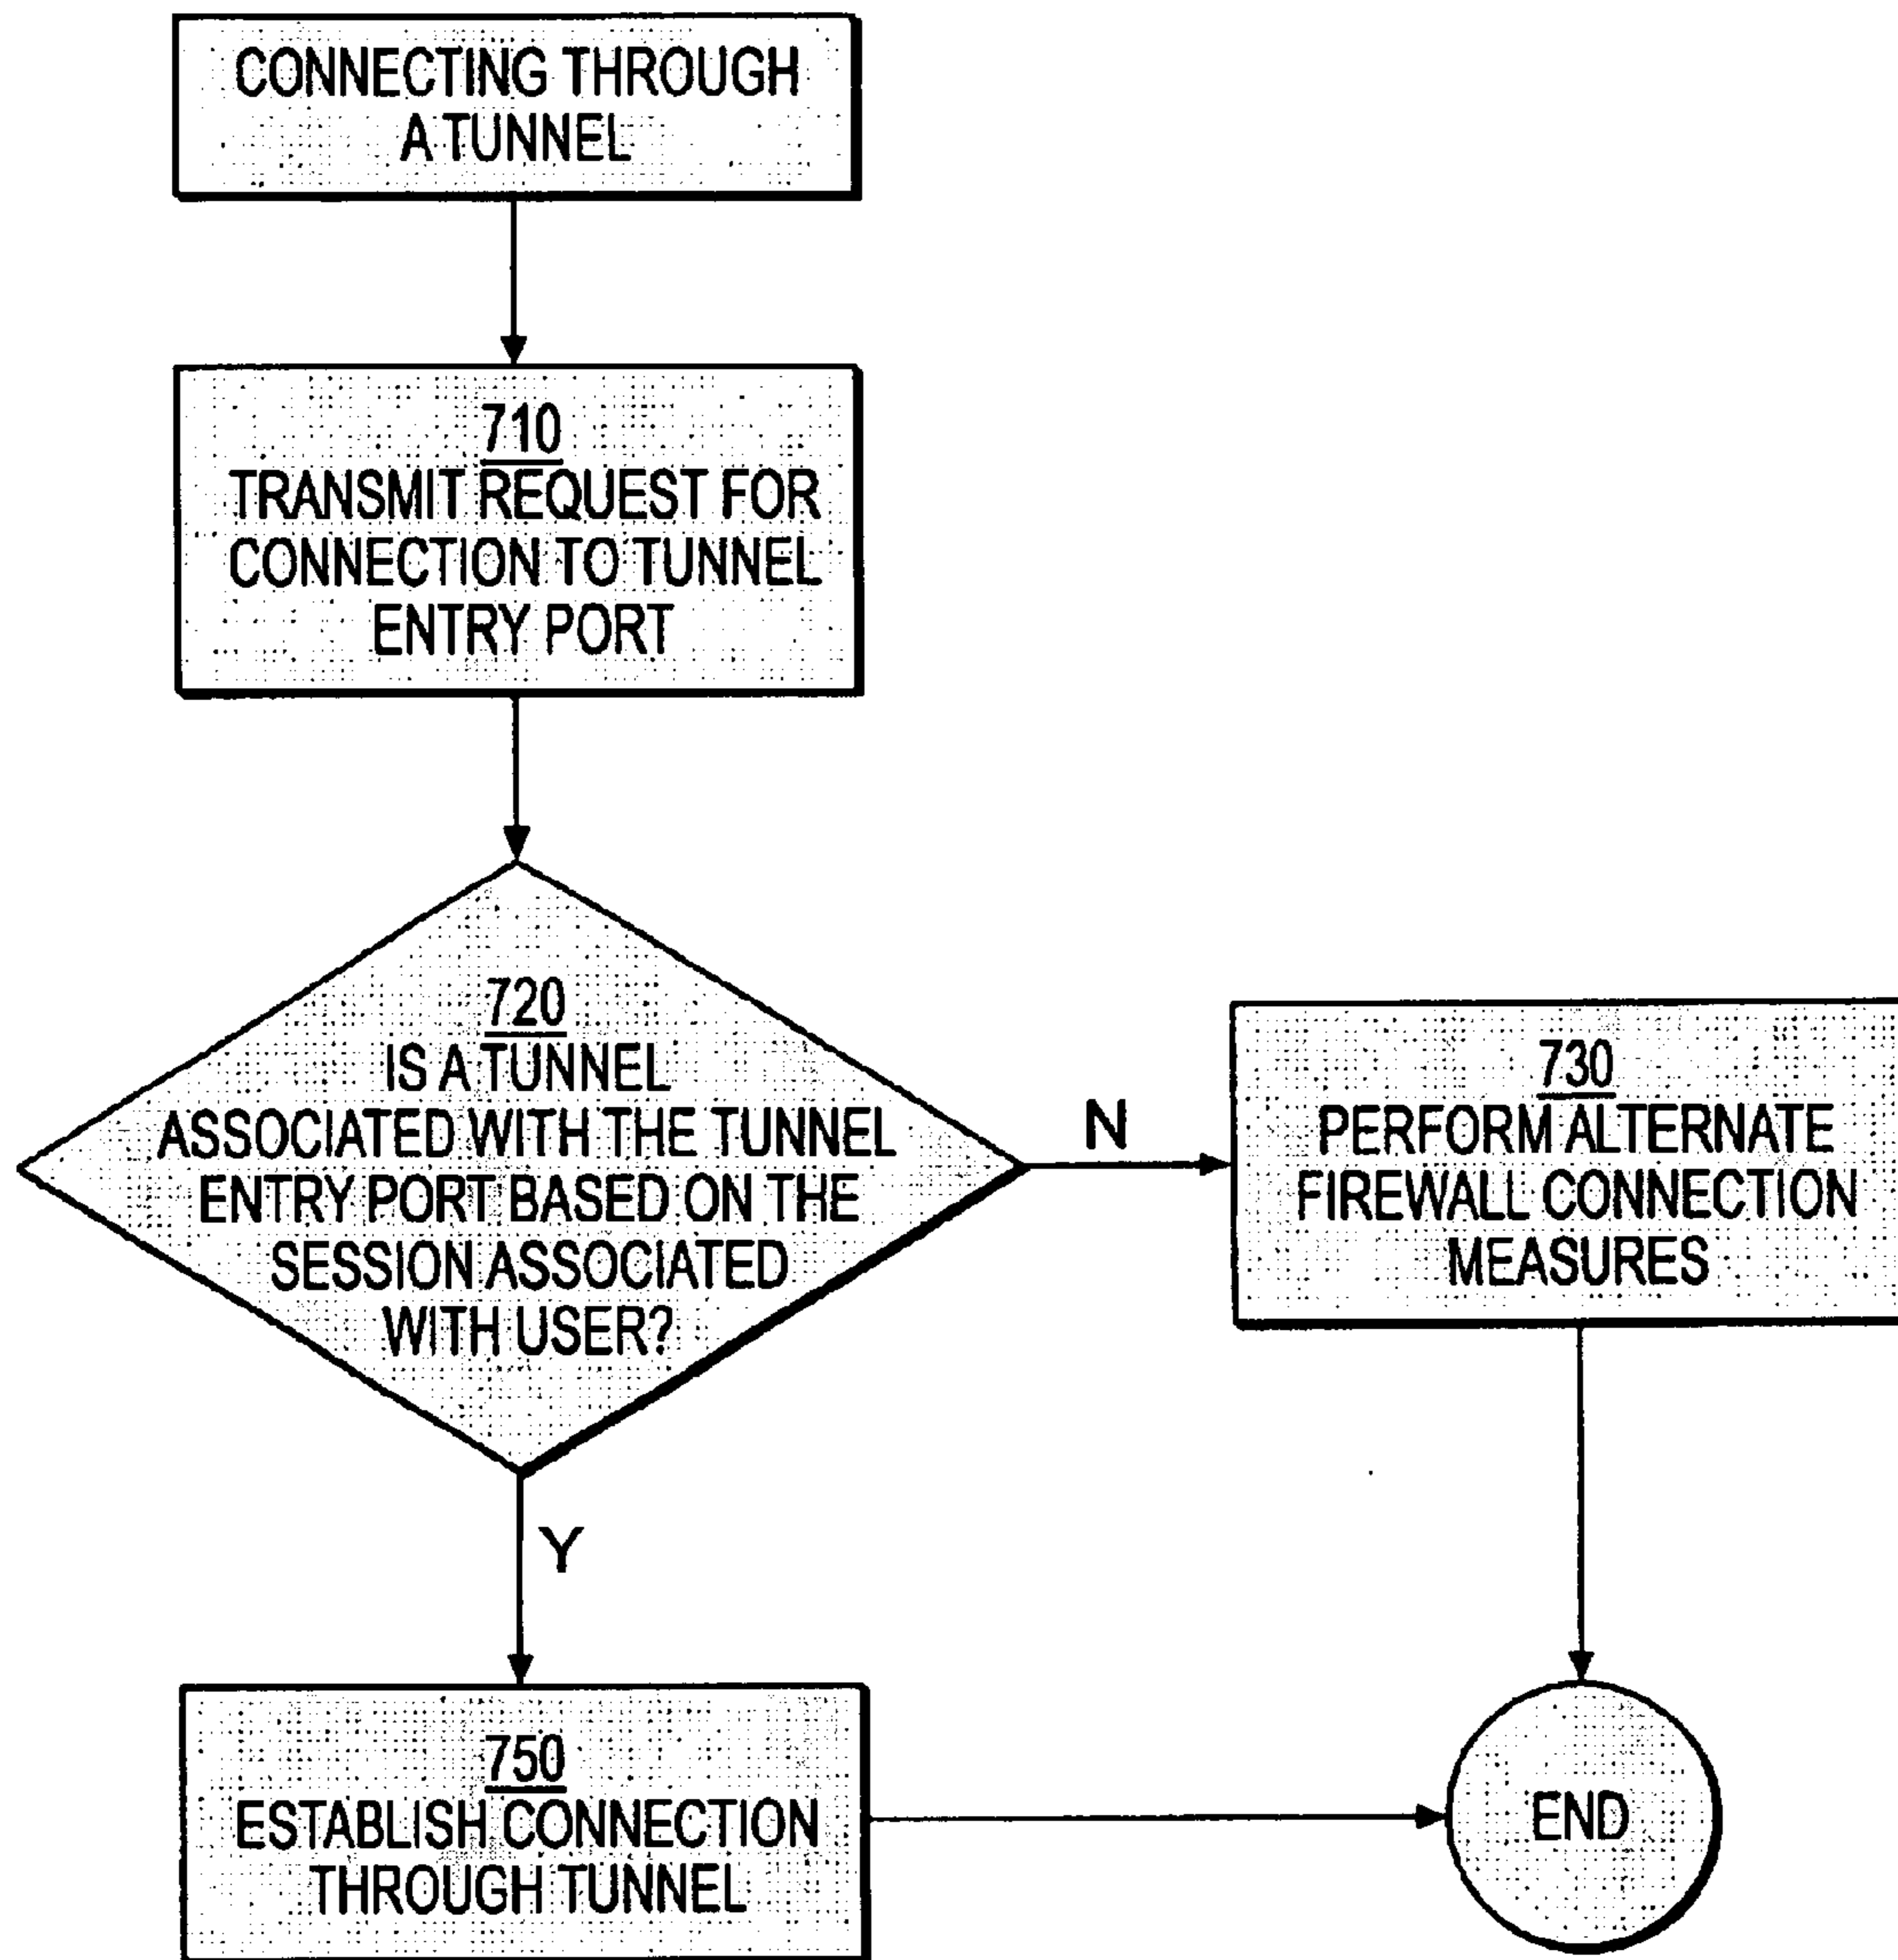 CONNECTING THROUGH
A TUNNEL
710
TRANSMIT REQUEST FOR
CONNECTION TO TUNNEL
ENTRY PORT
720
IS A TUNNEL
ASSOCIATED WITH THE TUNNEL
ENTRY PORT BASED ON THE
SESSION ASSOCIATED
WITH USER?
N
730
PERFORM ALTERNATE
FIREWALL CONNECTION
MEASURES
Y
750
ESTABLISH CONNECTION
THROUGH TUNNEL
END